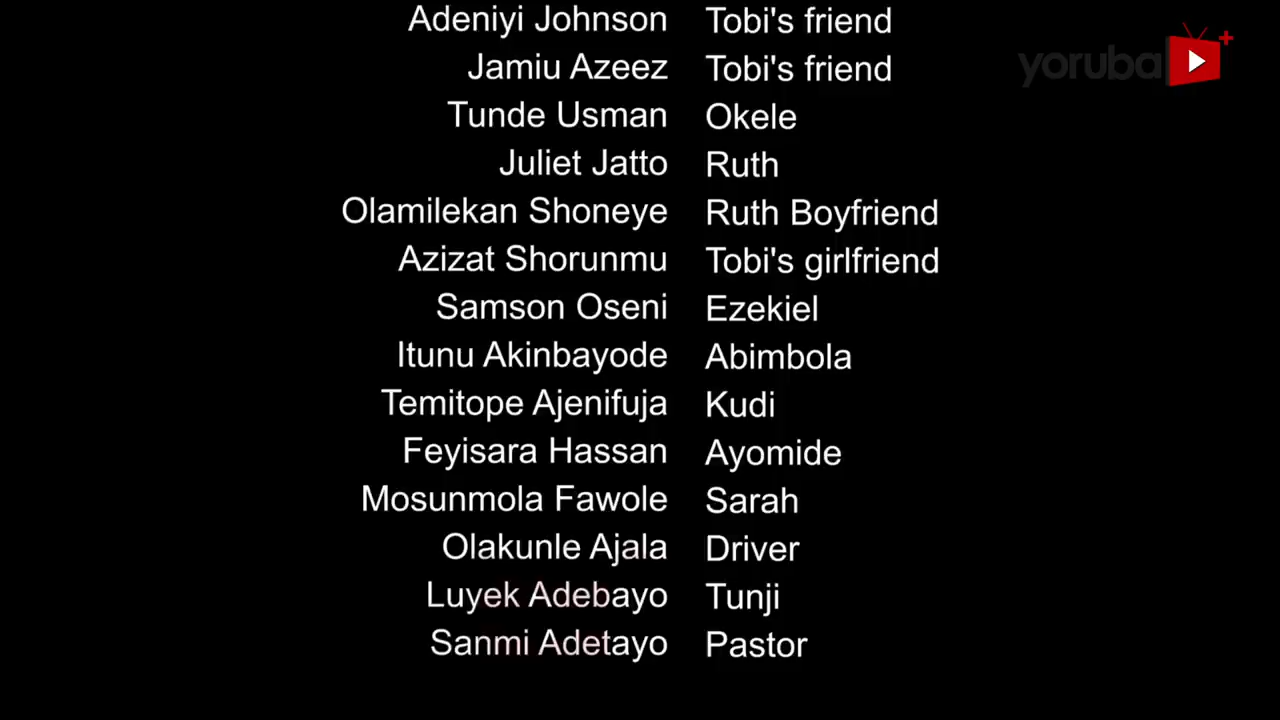 Adeniyi Johnson Tobi's friend
Jamiu Azeez Tobi's friend
Tunde Usman Okele
Juliet Jatto Ruth
Olamilekan Shoneye Ruth Boyfriend
Azizat Shorunmu Tobi's girlfriend
Samson Oseni Ezekiel
Itunu Akinbayode Abimbola
Temitope Ajenifuja Kudi
Feyisara Hassan Ayomide
Mosunmola Fawole Sarah
Olakunle Ajala Driver
Luyek Adebayo Tunji
Sanmi Adetayo Pastor
yoruba+